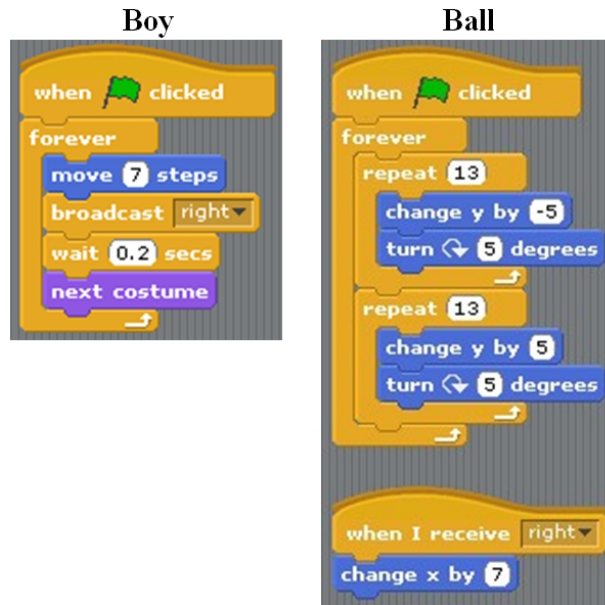 Boy
when clicked
forever
move 7 steps
broadcast right
wait 0.2 secs
next costume
Ball
when clicked
forever
repeat 13
change y by -5
turn 5 degrees
repeat 13
change y by 5
turn 5 degrees
when I receive right
change x by 7